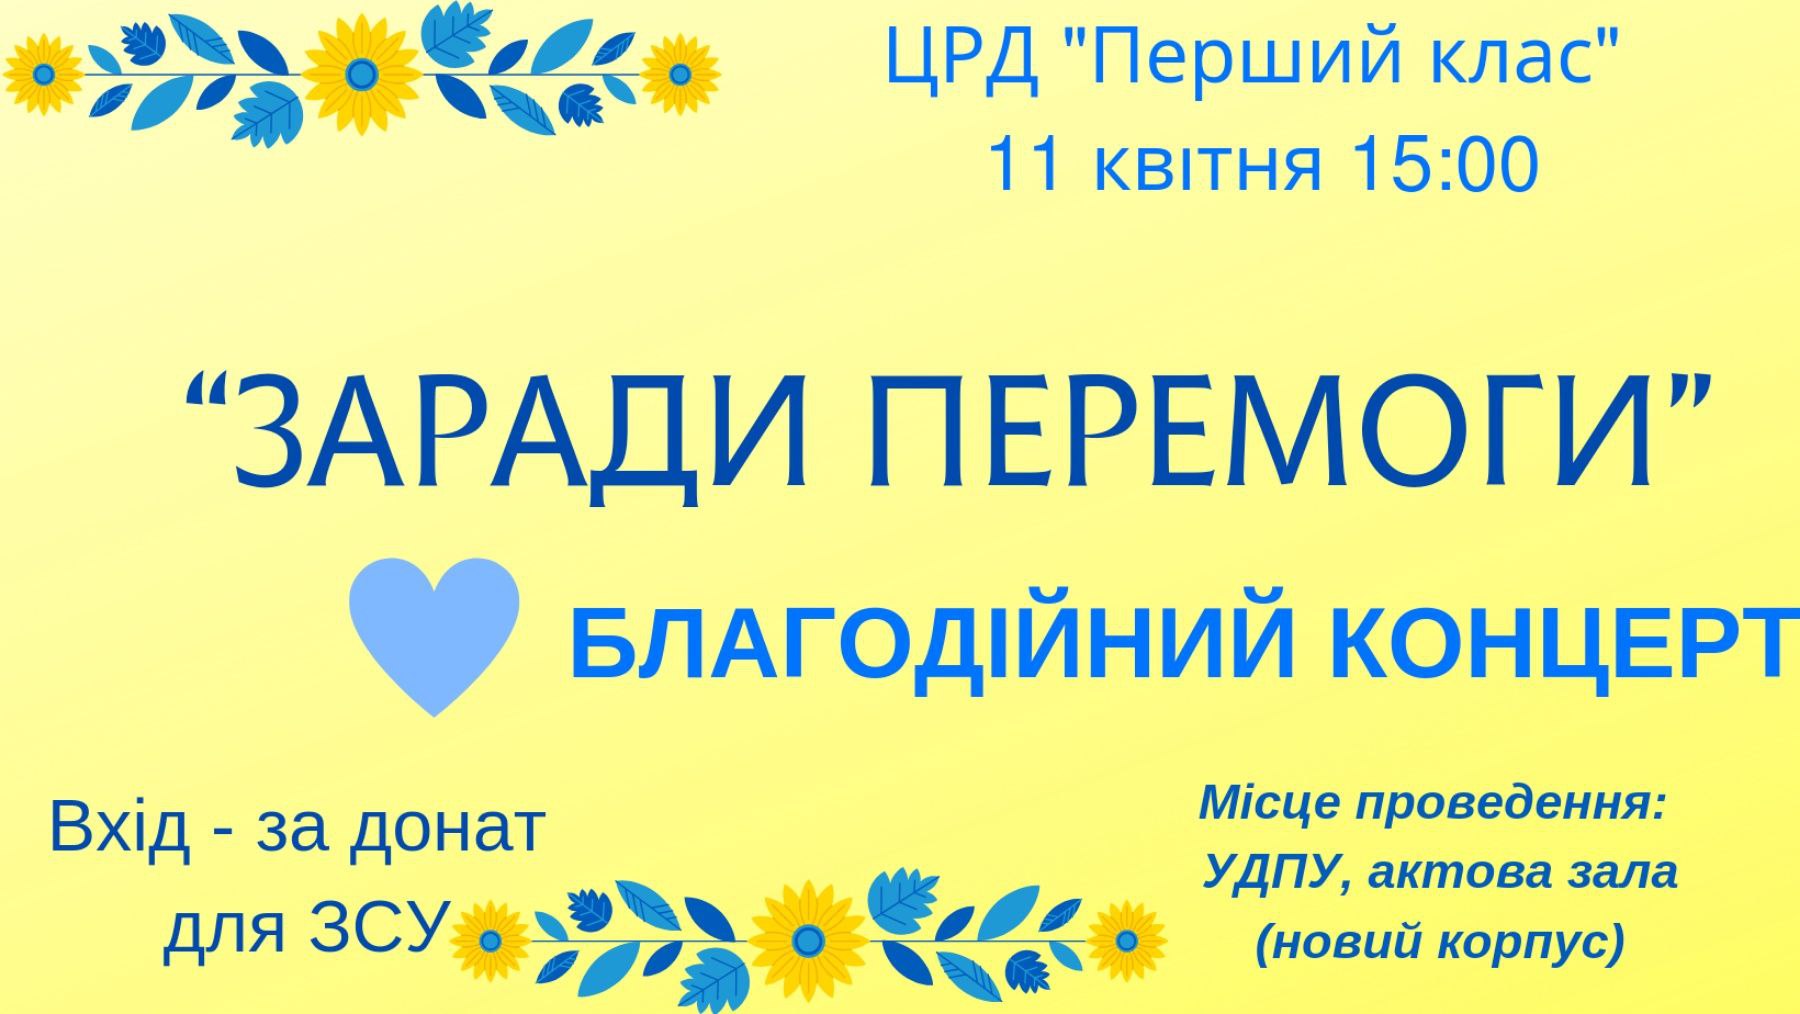 ЦРД "Перший клас"
11 квітня 15:00
“ЗАРАДИ ПЕРЕМОГИ”
БЛАГОДІЙНИЙ КОНЦЕРТ
Вхід - за донат
для ЗСУ
Місце проведення:
УДПУ, актова зала
(новий корпус)